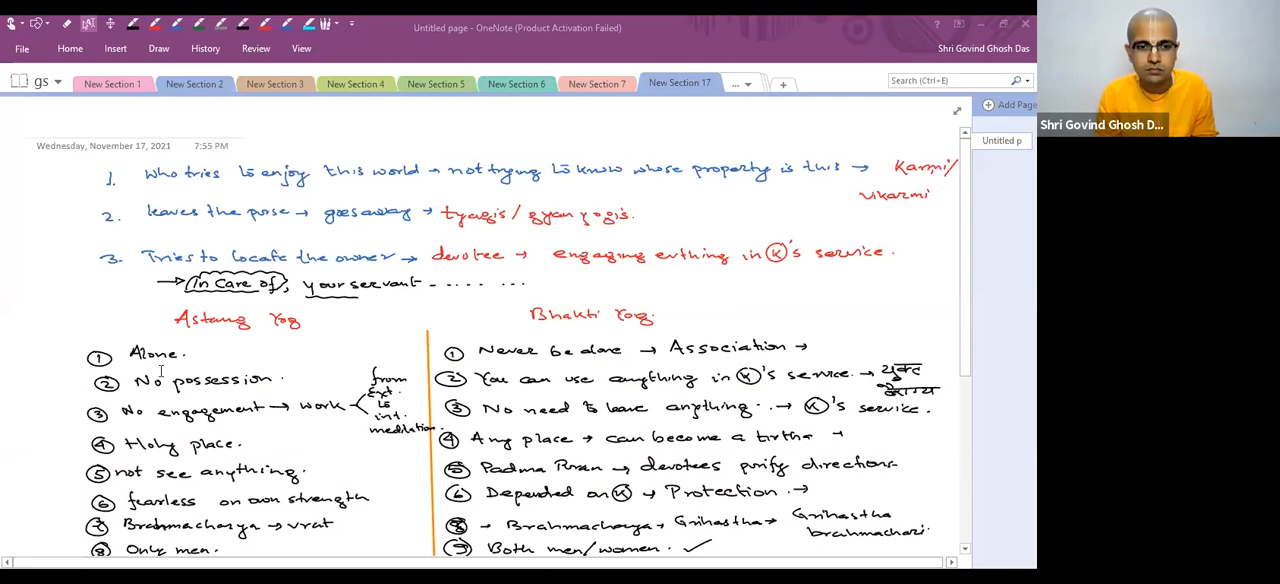 Untitled page - OneNote (Product Activation Failed)
File Home Insert Draw History Review View
Shri Govind Ghosh Das
gs New Section 1 New Section 2 New Section 3 New Section 4 New Section 5 New Section 6 New Section 7 New Section 17 ... Search (Ctrl+E)
Add Page
Untitled p
Shri Govind Ghosh D...
Wednesday, November 17, 2021 7:55 PM
1. Who tries to enjoy this world → not trying to know whose property is this → Karmi/
vikarmi
2. leaves the purse → goes away → tyagis/gyan yogis.
3. Tries to locate the owner → devotee → engaging erthing in K's service.
→ In Care of, your servant - .... ...
Astang Yog
① Alone.
② No possession.
③ No engagement → work
from
Ext.
to
int.
meditation.
④ Holy place.
⑤ not see anything.
⑥ fearless on own strength
⑦ Brahmacharya → vrat
⑧ Only men.
Bhakti Yog.
① Never be alone → Association →
② You can use anything in K's service. → युक्त
वैराग्य
③ No need to leave anything. → K's service.
④ Any place → can become a tirtha →
⑤ Padma Puran → devotees purify directions
⑥ Depended on K → Protection. →
⑧ → Brahmacharya → Grihastha → Grihastha
brahmachari.
⑨ Both men/women. ✓